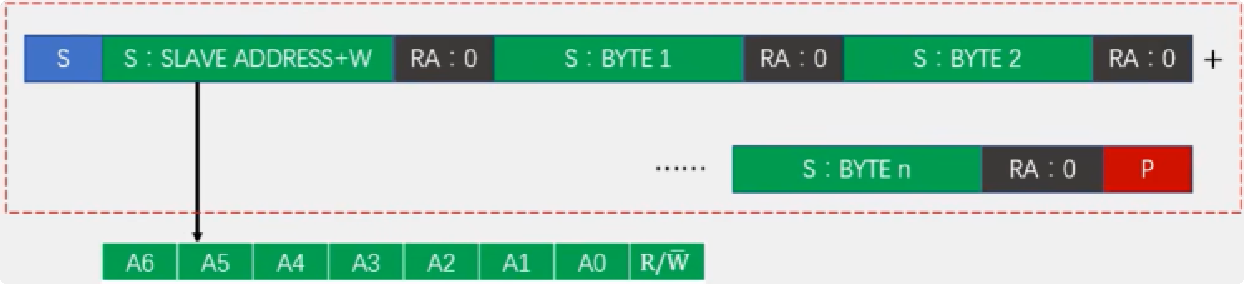 S S:SLAVE ADDRESS+W RA:0 S:BYTE 1 RA:0 S:BYTE 2 RA:0 +
…… S:BYTE n RA:0 P
A6 A5 A4 A3 A2 A1 A0 R/W̅